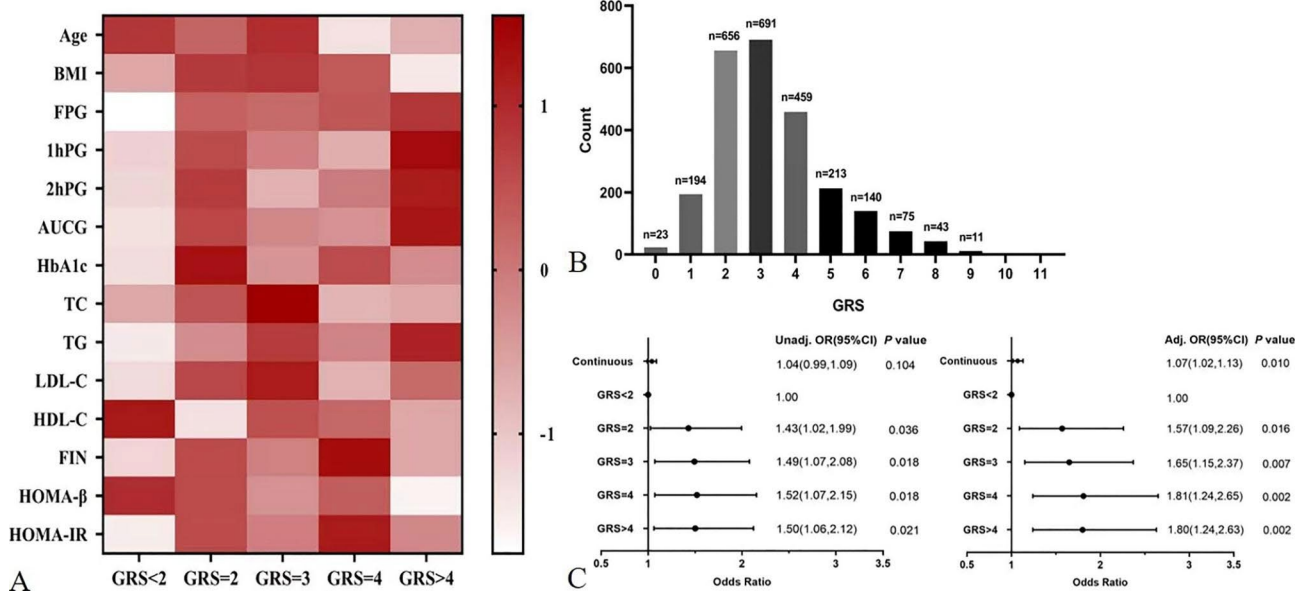 Age
BMI
FPG
1hPG
2hPG
AUCG
HbA1c
TC
TG
LDL-C
HDL-C
FIN
HOMA-β
HOMA-IR
GRS<2 GRS=2 GRS=3 GRS=4 GRS>4
1
0
-1
A
800
600
400
200
0
Count
n=23
n=194
n=656
n=691
n=459
n=213
n=140
n=75
n=43
n=11
0 1 2 3 4 5 6 7 8 9 10 11
GRS
B
Unadj. OR(95%CI) P value
Continuous 1.04(0.99,1.09) 0.104
GRS<2 1.00
GRS=2 1.43(1.02,1.99) 0.036
GRS=3 1.49(1.07,2.08) 0.018
GRS=4 1.52(1.07,2.15) 0.018
GRS>4 1.50(1.06,2.12) 0.021
0.5 1 2 3 3.5
Odds Ratio
Adj. OR(95%CI) P value
Continuous 1.07(1.02,1.13) 0.010
GRS<2 1.00
GRS=2 1.57(1.09,2.26) 0.016
GRS=3 1.65(1.15,2.37) 0.007
GRS=4 1.81(1.24,2.65) 0.002
GRS>4 1.80(1.24,2.63) 0.002
0.5 1 2 3 3.5
Odds Ratio
C